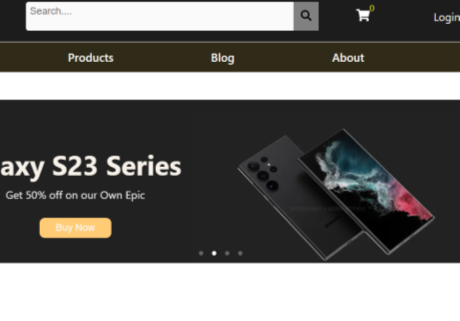 Search....
0
Login
Products
Blog
About
axy S23 Series
Get 50% off on our Own Epic
Buy Now